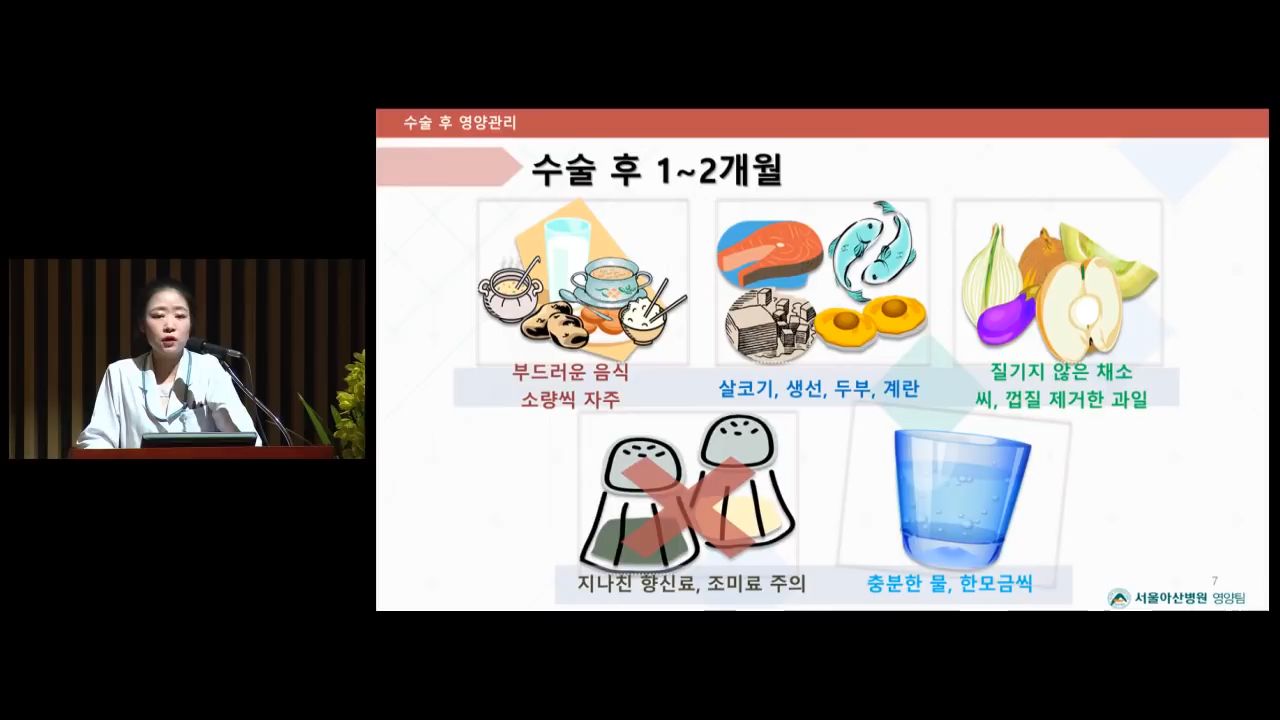 수술 후 영양관리
수술 후 1~2개월
부드러운 음식
소량씩 자주
살코기, 생선, 두부, 계란
질기지 않은 채소
씨, 껍질 제거한 과일
지나친 향신료, 조미료 주의
충분한 물, 한모금씩
7
서울아산병원 영양팀